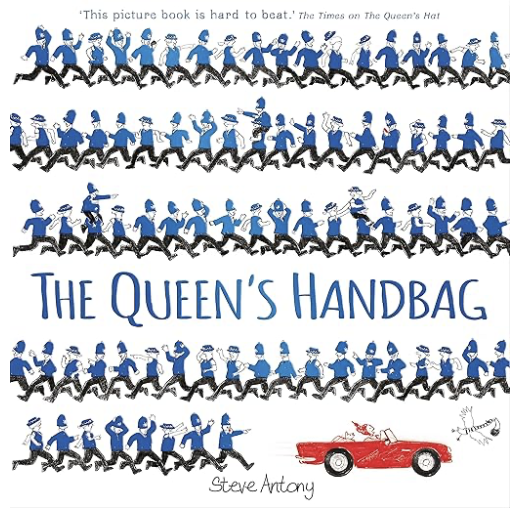 'This picture book is hard to beat.' The Times on The Queen's Hat
THE QUEEN'S HANDBAG
Steve Antony